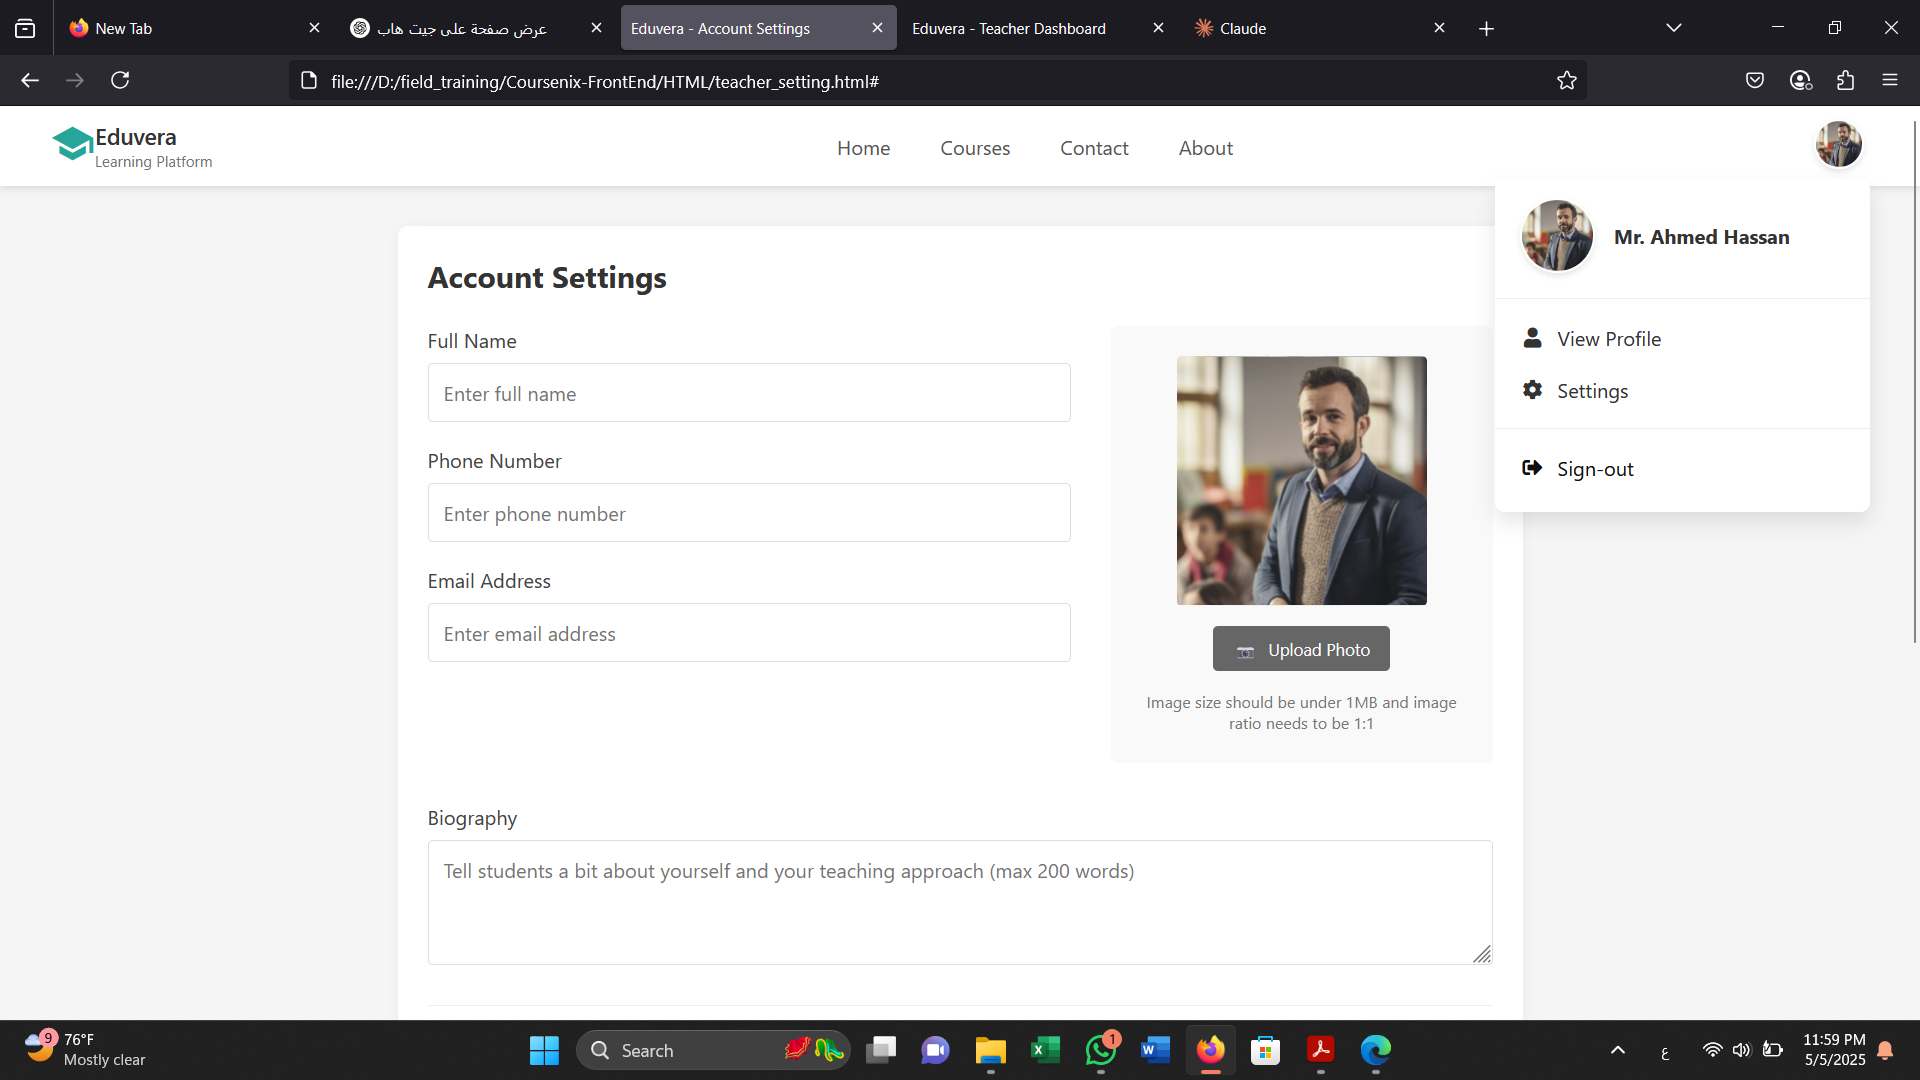 New Tab
عرض صفحة على جيت هاب
Eduvera - Account Settings
Eduvera - Teacher Dashboard
Claude
file:///D:/field_training/Coursenix-FrontEnd/HTML/teacher_setting.html#
Eduvera
Learning Platform
Home
Courses
Contact
About
Mr. Ahmed Hassan
View Profile
Settings
Sign-out
Account Settings
Full Name
Enter full name
Phone Number
Enter phone number
Email Address
Enter email address
Upload Photo
Image size should be under 1MB and image
ratio needs to be 1:1
Biography
Tell students a bit about yourself and your teaching approach (max 200 words)
9
76°F
Mostly clear
Search
1
ع
11:59 PM
5/5/2025